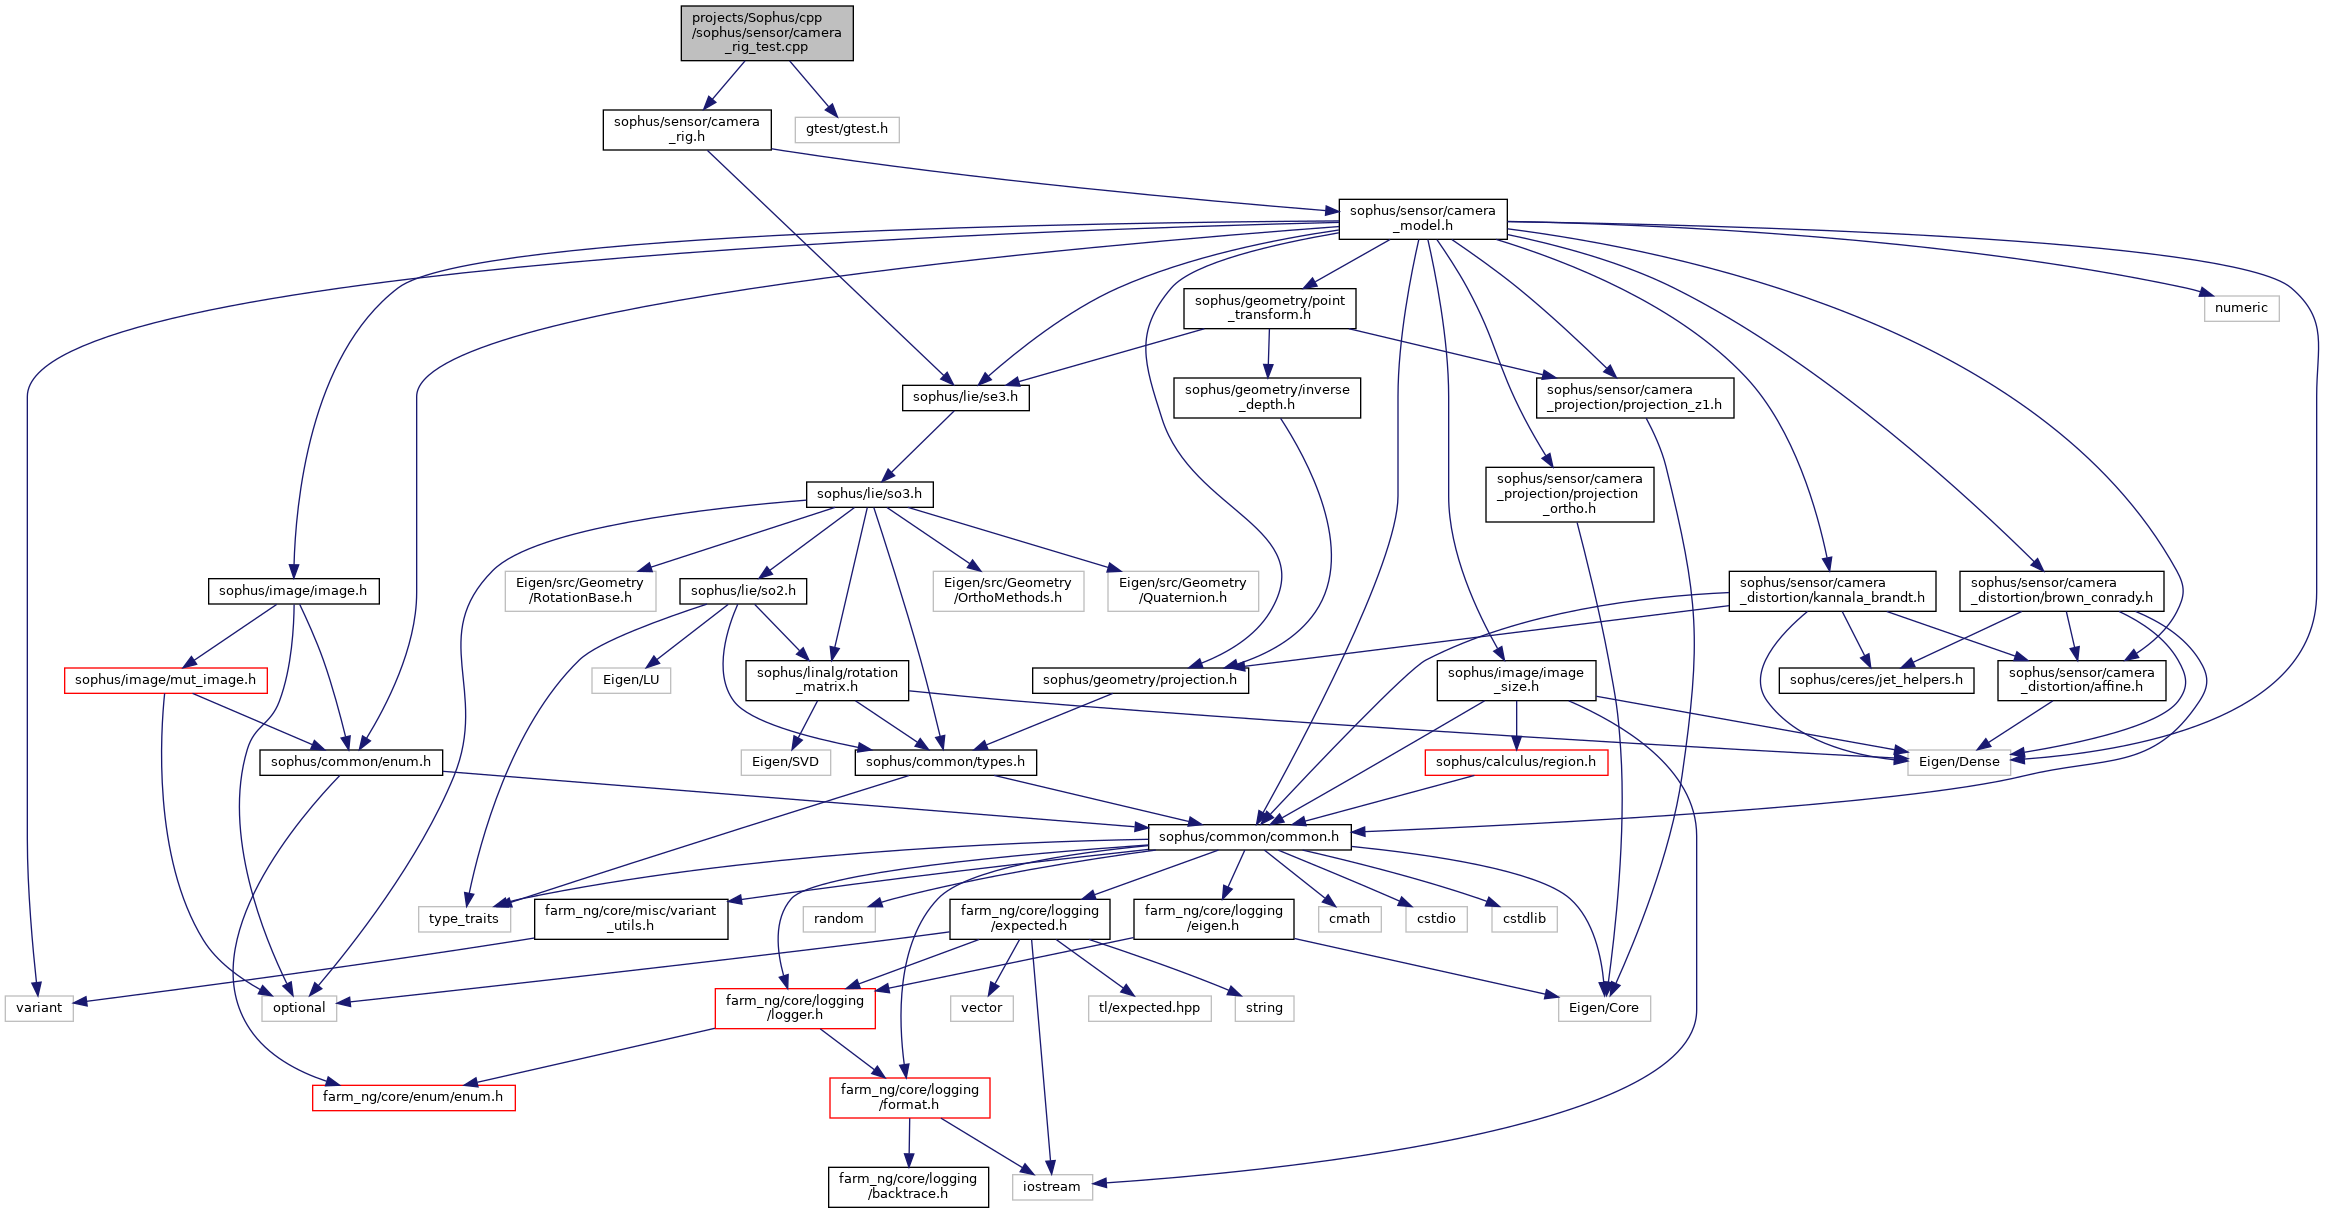 projects/Sophus/cpp
/sophus/sensor/camera
_rig_test.cpp
sophus/sensor/camera
_rig.h
gtest/gtest.h
sophus/sensor/camera
_model.h
sophus/geometry/point
_transform.h
numeric
sophus/lie/se3.h
sophus/geometry/inverse
_depth.h
sophus/sensor/camera
_projection/projection_z1.h
sophus/lie/so3.h
sophus/sensor/camera
_projection/projection
_ortho.h
sophus/image/image.h
Eigen/src/Geometry
/RotationBase.h
sophus/lie/so2.h
Eigen/src/Geometry
/OrthoMethods.h
Eigen/src/Geometry
/Quaternion.h
sophus/sensor/camera
_distortion/kannala_brandt.h
sophus/sensor/camera
_distortion/brown_conrady.h
sophus/image/mut_image.h
Eigen/LU
sophus/linalg/rotation
_matrix.h
sophus/geometry/projection.h
sophus/image/image
_size.h
sophus/ceres/jet_helpers.h
sophus/sensor/camera
_distortion/affine.h
sophus/common/enum.h
Eigen/SVD
sophus/common/types.h
sophus/calculus/region.h
Eigen/Dense
sophus/common/common.h
type_traits
farm_ng/core/misc/variant
_utils.h
random
farm_ng/core/logging
/expected.h
farm_ng/core/logging
/eigen.h
cmath
cstdio
cstdlib
variant
optional
farm_ng/core/logging
/logger.h
vector
tl/expected.hpp
string
Eigen/Core
farm_ng/core/enum/enum.h
farm_ng/core/logging
/format.h
farm_ng/core/logging
/backtrace.h
iostream